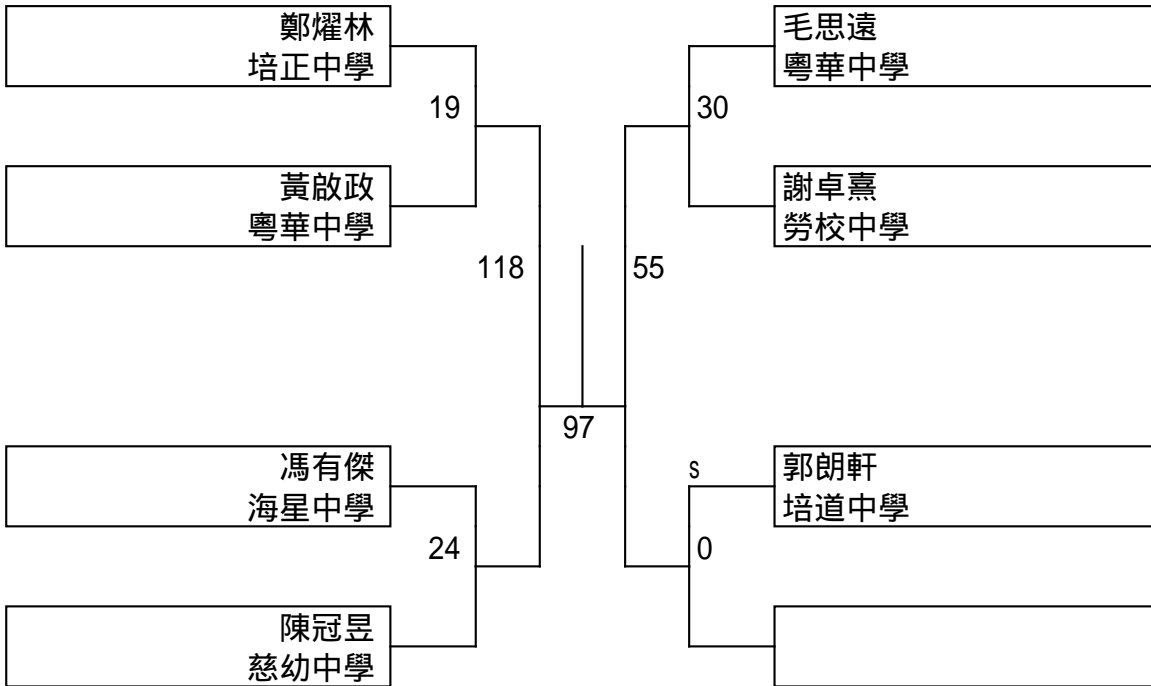 鄭燿林
培正中學
19
黃啟政
粵華中學
118
馮有傑
海星中學
24
陳冠昱
慈幼中學
97
毛思遠
粵華中學
30
謝卓熹
勞校中學
55
s
郭朗軒
培道中學
0